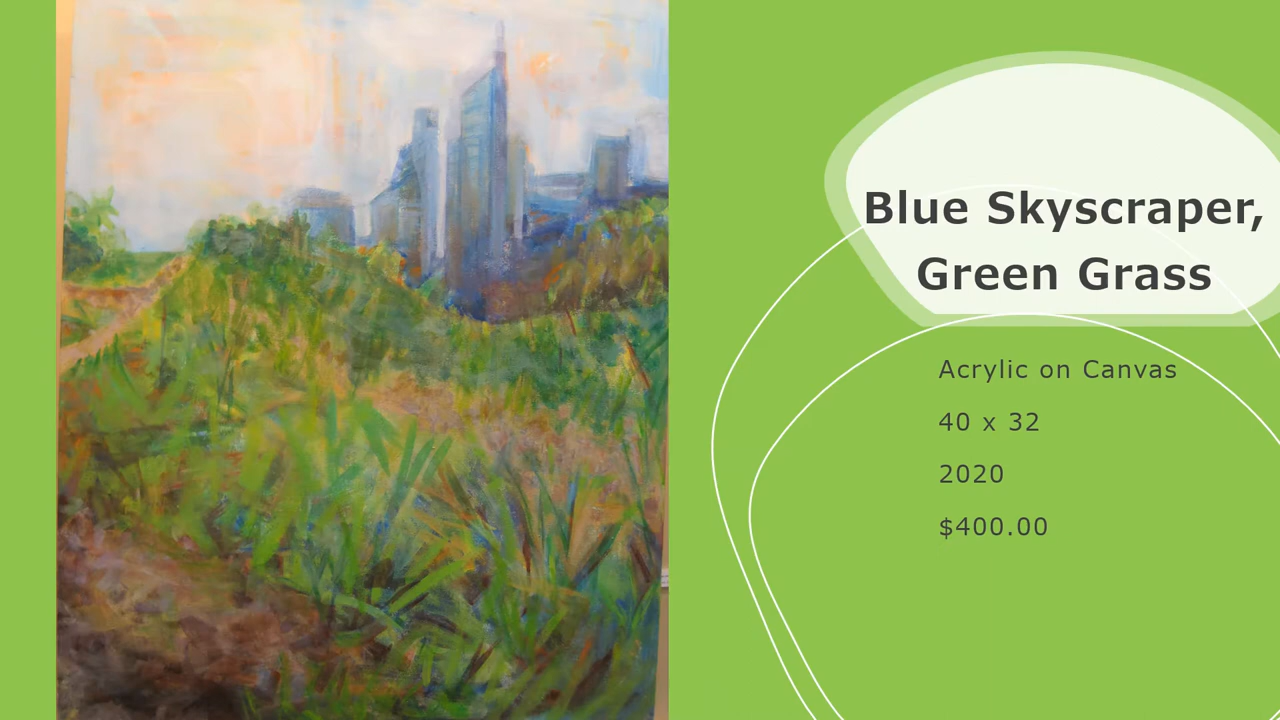 Blue Skyscraper,
Green Grass
Acrylic on Canvas
40 x 32
2020
$400.00